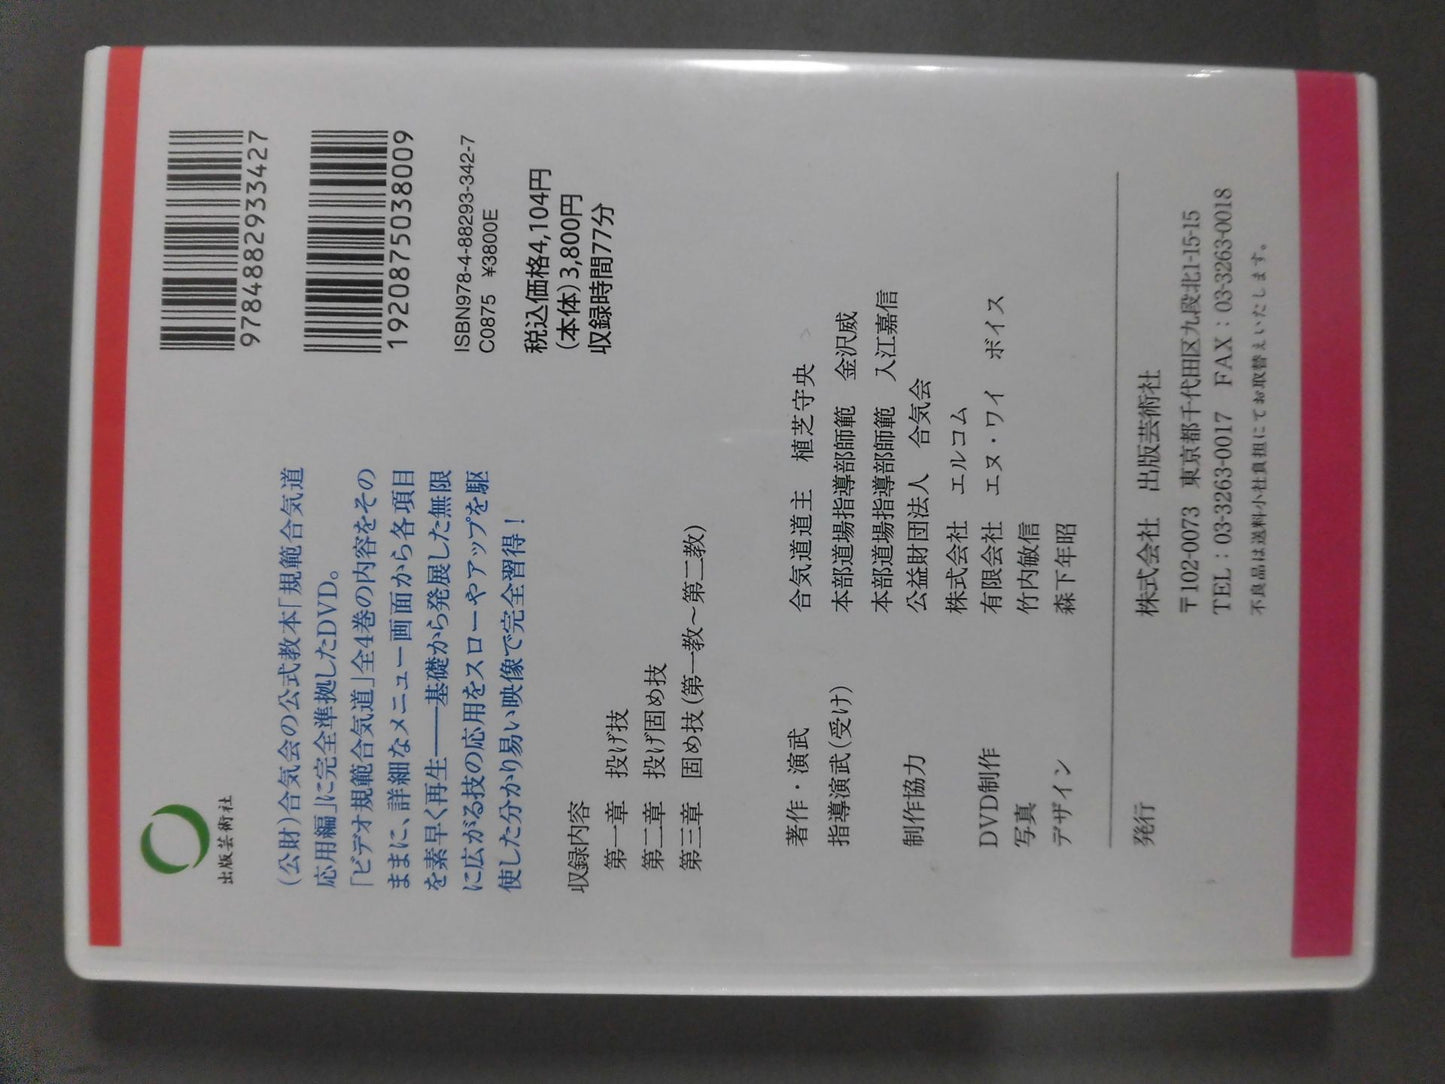 出版芸術社
9784882933427
1920875038009
ISBN978-4-88293-342-7
C0875 ¥3800E
税込価格4,104円
(本体)3,800円
収録時間77分
(公財)合気会の公式教本「規範合気道
応用編」に完全準拠したDVD。
「ビデオ規範合気道」全4巻の内容をその
ままに、詳細なメニュー画面から各項目
を素早く再生――基礎から発展した無限
に広がる技の応用をスローやアップを駆
使した分かり易い映像で完全習得!
収録内容
第一章 投げ技
第二章 投げ固め技
第三章 固め技(第一教~第二教)
著作・演武 合気道道主 植芝守央
指導演武(受け) 本部道場指導部師範 金沢威
本部道場指導部師範 入江嘉信
制作協力 公益財団法人 合気会
株式会社 エルコム
DVD制作 有限会社 エヌ・ワイ ボイス
写真 竹内敏信
デザイン 森下年昭
発行 株式会社 出版芸術社
〒102-0073 東京都千代田区九段北1-15-15
TEL:03-3263-0017 FAX:03-3263-0018
不良品は送料小社負担にてお取替えいたします。